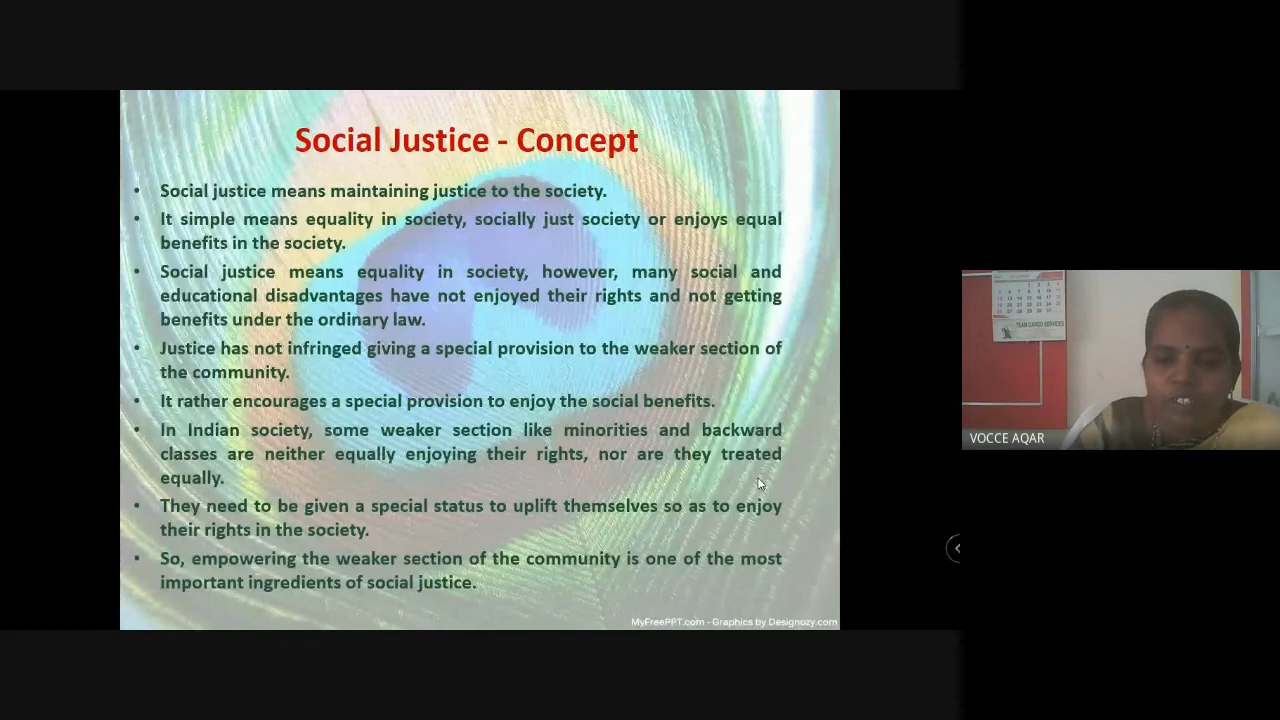 Social Justice - Concept
• Social justice means maintaining justice to the society.
• It simple means equality in society, socially just society or enjoys equal
benefits in the society.
• Social justice means equality in society, however, many social and
educational disadvantages have not enjoyed their rights and not getting
benefits under the ordinary law.
• Justice has not infringed giving a special provision to the weaker section of
the community.
• It rather encourages a special provision to enjoy the social benefits.
• In Indian society, some weaker section like minorities and backward
classes are neither equally enjoying their rights, nor are they treated
equally.
• They need to be given a special status to uplift themselves so as to enjoy
their rights in the society.
▪ So, empowering the weaker section of the community is one of the most
important ingredients of social justice.
MyFreePPT.com - Graphics by Designozy.com
TEAM CARGO SERVICES
VOCCE AQAR